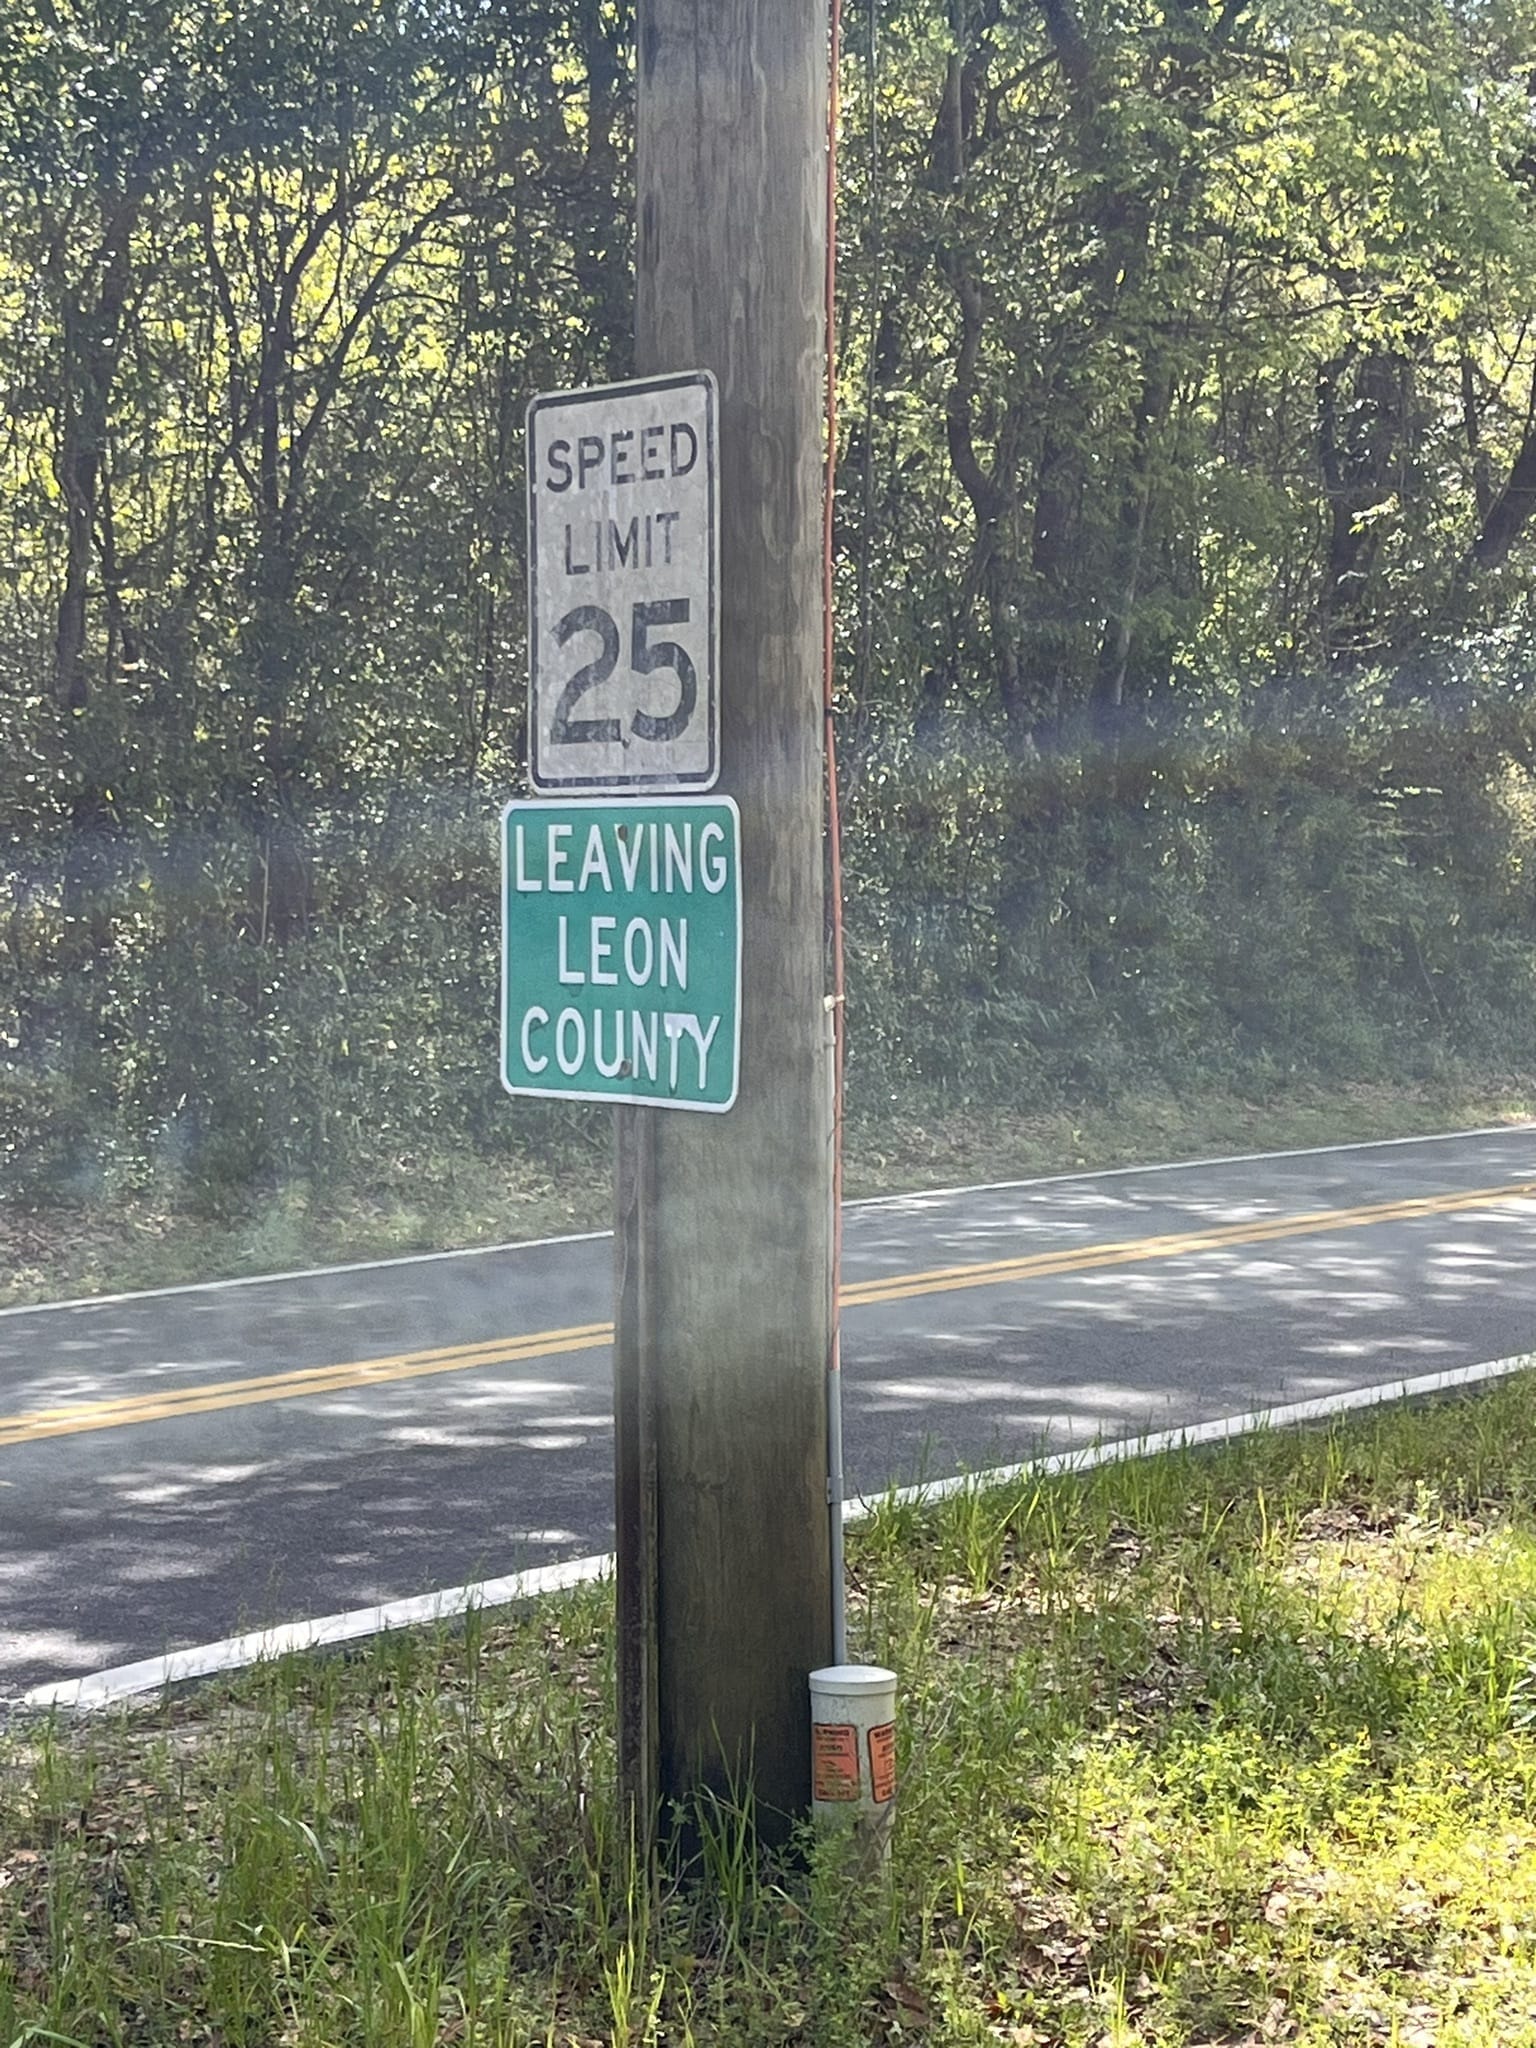 SPEED
LIMIT
25
LEAVING
LEON
COUNTY